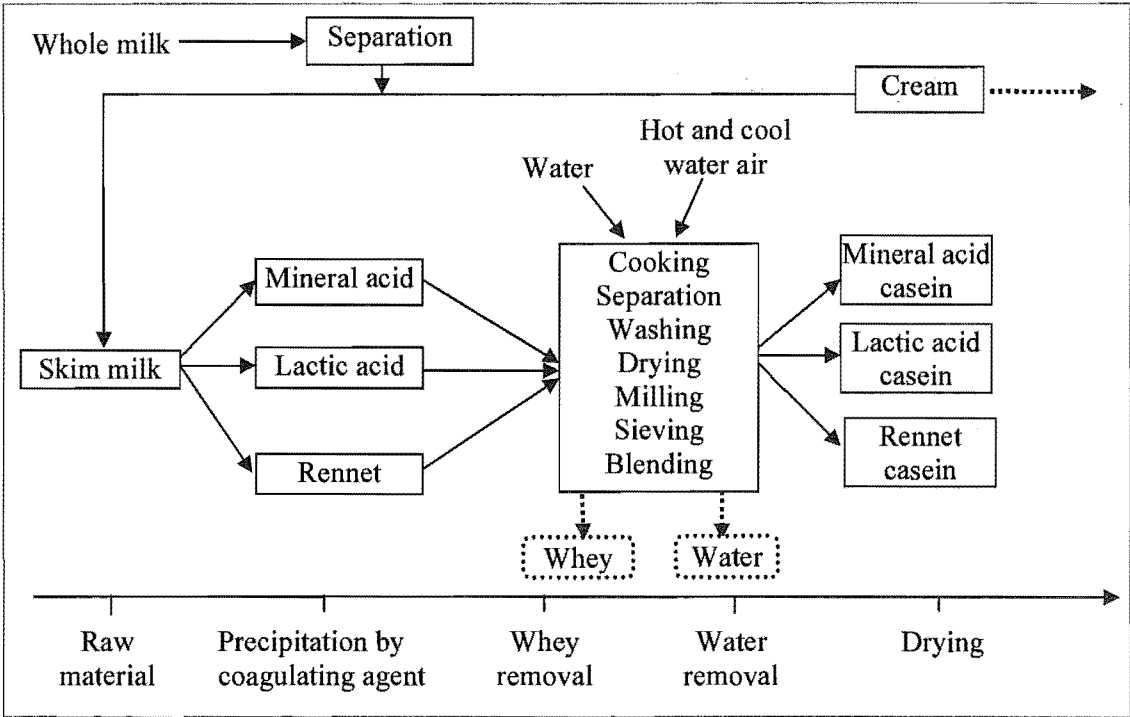 Whole milk
Separation
Cream
Hot and cool
water air
Water
Cooking
Separation
Washing
Drying
Milling
Sieving
Blending
Mineral acid
Lactic acid
Rennet
Skim milk
Mineral acid
casein
Lactic acid
casein
Rennet
casein
Whey
Water
Raw
material
Precipitation by
coagulating agent
Whey
removal
Water
removal
Drying